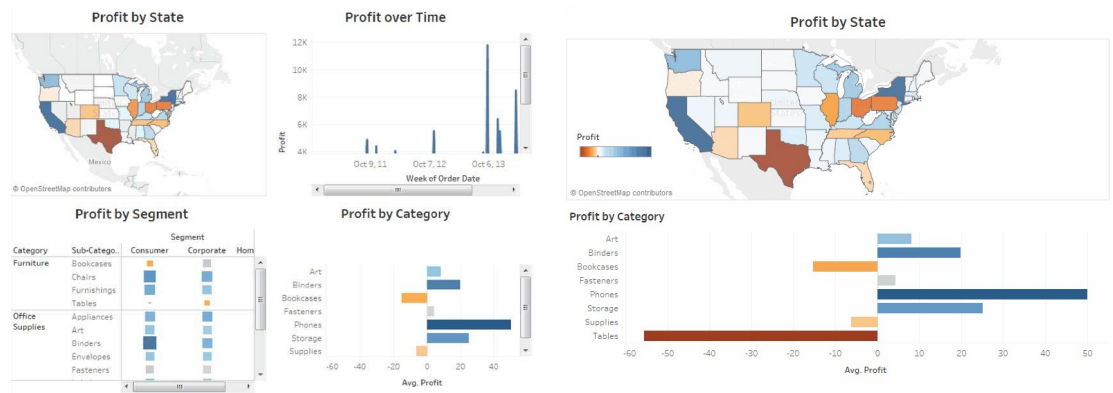 Profit by State
Mexico
© OpenStreetMap contributors
Profit over Time
12K
10K
8K
6K
4K
Profit
Oct 9, 11
Oct 7, 12
Oct 6, 13
Week of Order Date
Profit by Segment
Segment
Category Sub-Catego.. Consumer Corporate Hom
Furniture Bookcases
Chairs
Furnishings
Tables
Office Supplies Appliances
Art
Binders
Envelopes
Fasteners
Profit by Category
Art
Binders
Bookcases
Fasteners
Phones
Storage
Supplies
-60 -40 -20 0 20 40
Avg. Profit
Profit by State
United States
Profit
© OpenStreetMap contributors
Profit by Category
Art
Binders
Bookcases
Fasteners
Phones
Storage
Supplies
Tables
-60 -50 -40 -30 -20 -10 0 10 20 30 40 50
Avg. Profit